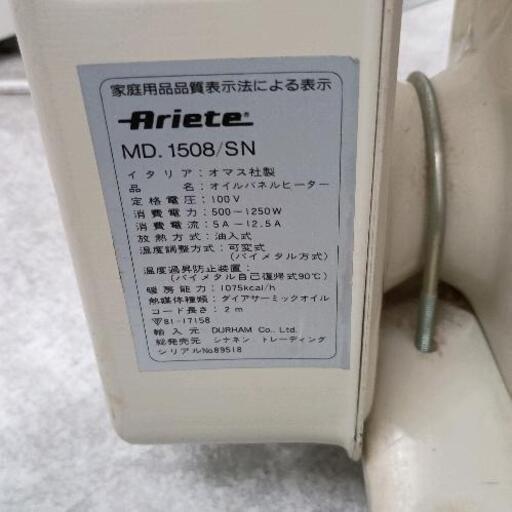 家庭用品品質表示法による表示
Ariete®
MD. 1508/SN
イタリア：オマス社製
品名：オイルパネルヒーター
定格電圧：100V
消費電力：500〜1250W
消費電流：5A〜12.5A
放熱方式：油入式
温度調整方式：可変式
(バイメタル方式)
温度過昇防止装置：
(バイメタル自己復帰式90℃)
暖房能力：1075kcal/h
熱媒体種類：ダイアサーミックオイル
コード長さ：2m
81-17158
輸入元 DURHAM Co., Ltd.
総発売元 シナネン トレーディング
シリアルNo.89518